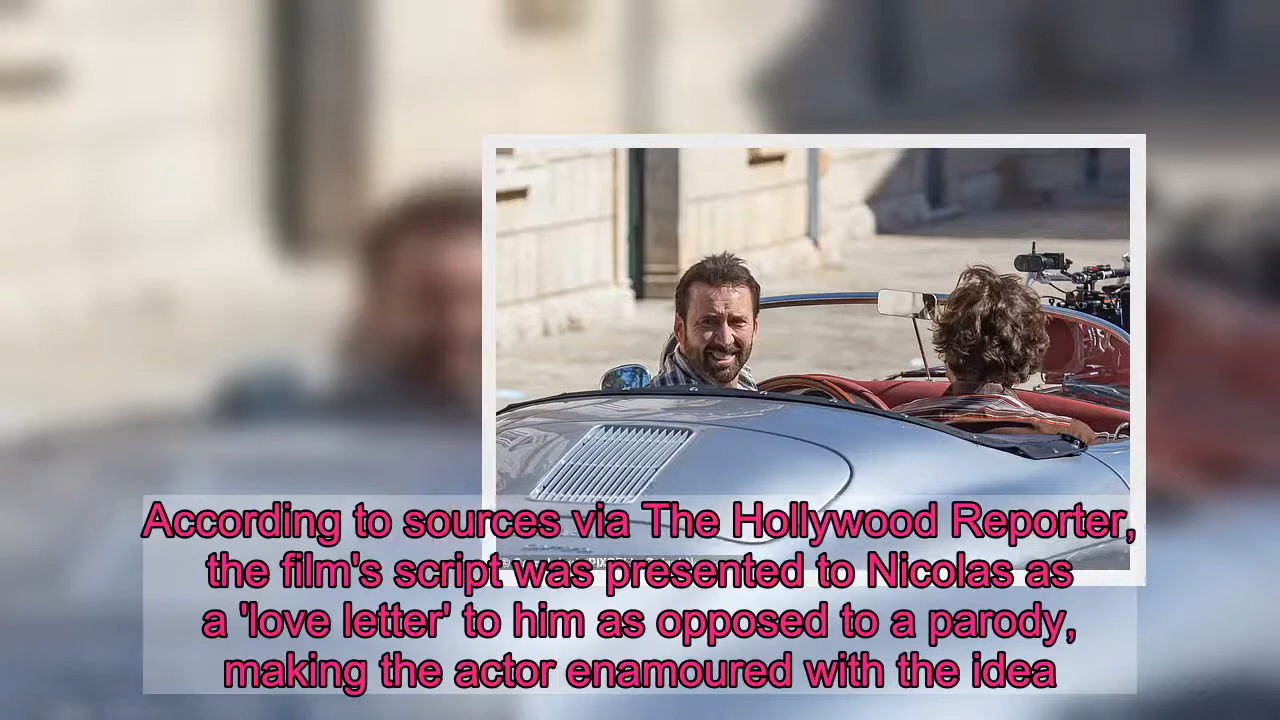 According to sources via The Hollywood Reporter,
the film's script was presented to Nicolas as
a 'love letter' to him as opposed to a parody,
making the actor enamoured with the idea